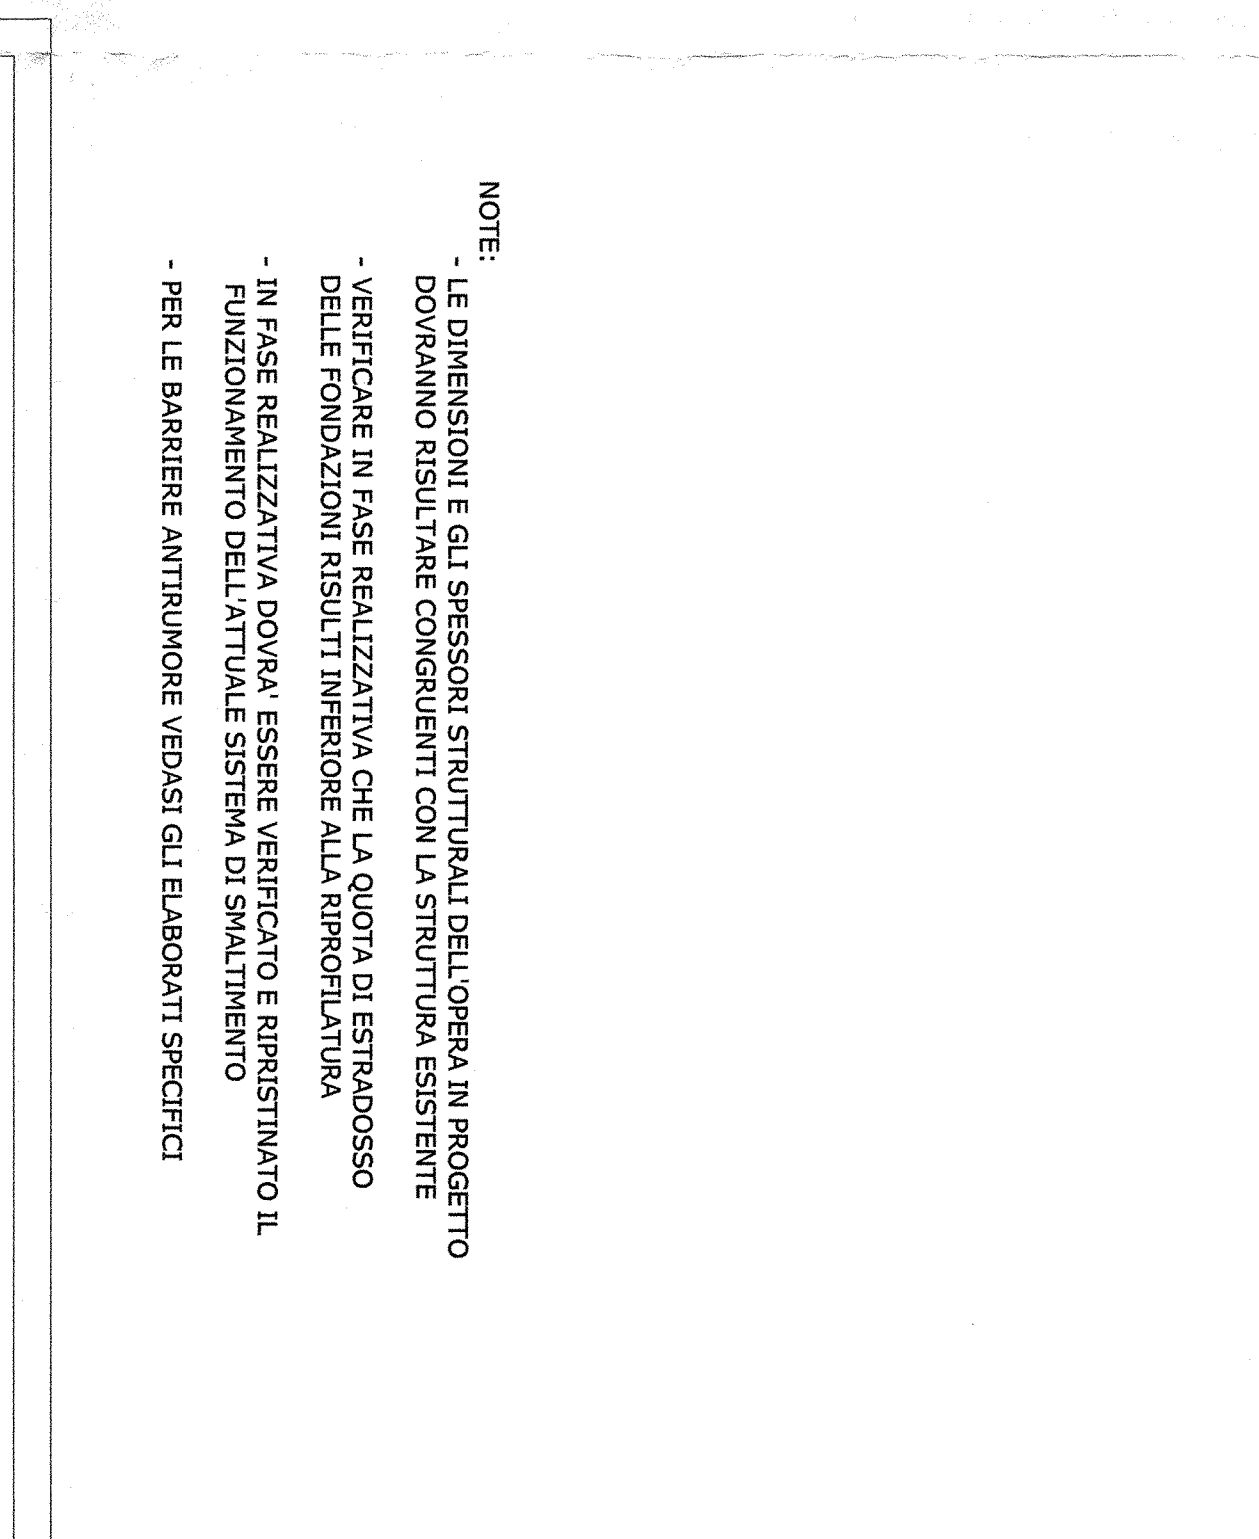 NOTE:
- LE DIMENSIONI E GLI SPESSORI STRUTTURALI DELL'OPERA IN PROGETTO
DOVRANNO RISULTARE CONGRUENTI CON LA STRUTTURA ESISTENTE
- VERIFICARE IN FASE REALIZZATIVA CHE LA QUOTA DI ESTRADOSSO
DELLE FONDAZIONI RISULTI INFERIORE ALLA RIPROFILATURA
- IN FASE REALIZZATIVA DOVRA' ESSERE VERIFICATO E RIPRISTINATO IL
FUNZIONAMENTO DELL'ATTUALE SISTEMA DI SMALTIMENTO
- PER LE BARRIERE ANTIRUMORE VEDASI GLI ELABORATI SPECIFICI